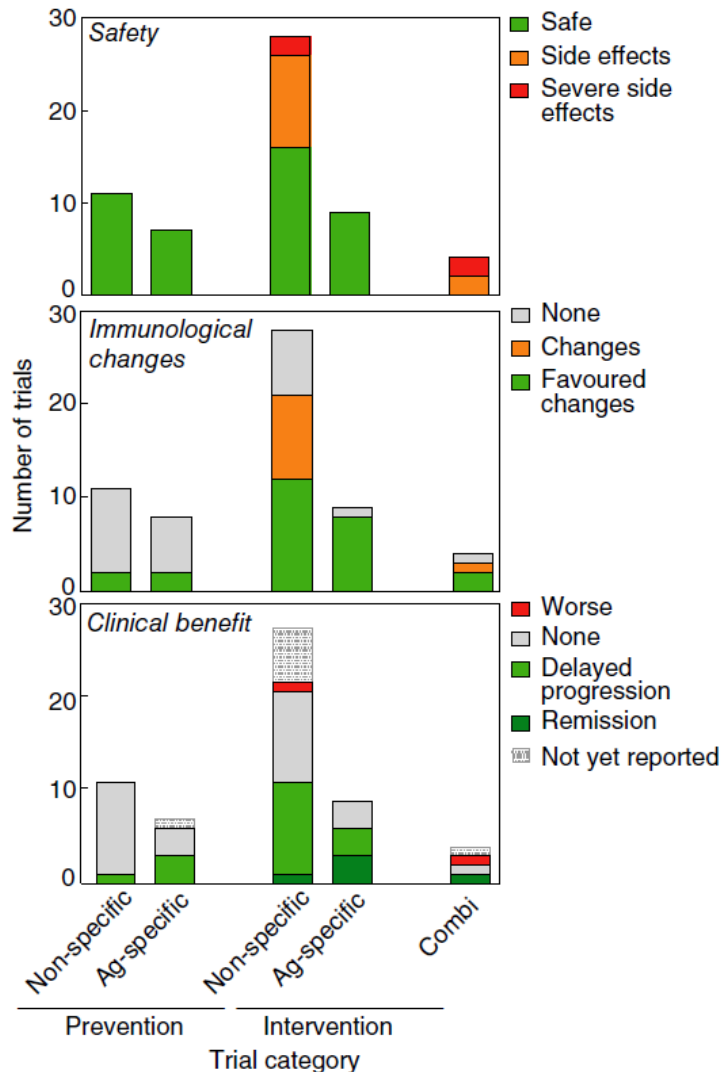 Safety
30
20
10
0
Safe
Side effects
Severe side
effects
Immunological
changes
30
20
10
0
None
Changes
Favoured
changes
Number of trials
Clinical benefit
30
20
10
0
Worse
None
Delayed
progression
Remission
Not yet reported
Non-specific
Ag-specific
Non-specific
Ag-specific
Combi
Prevention
Intervention
Trial category